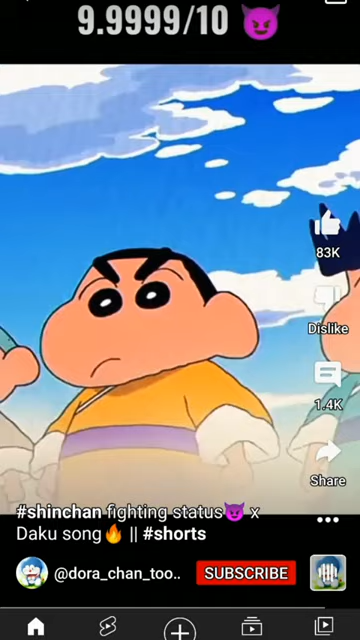 9.9999/10 😈
83K
Dislike
1.4K
Share
#shinchan fighting status😈 x
Daku song🔥 || #shorts
@dora_chan_too..
SUBSCRIBE